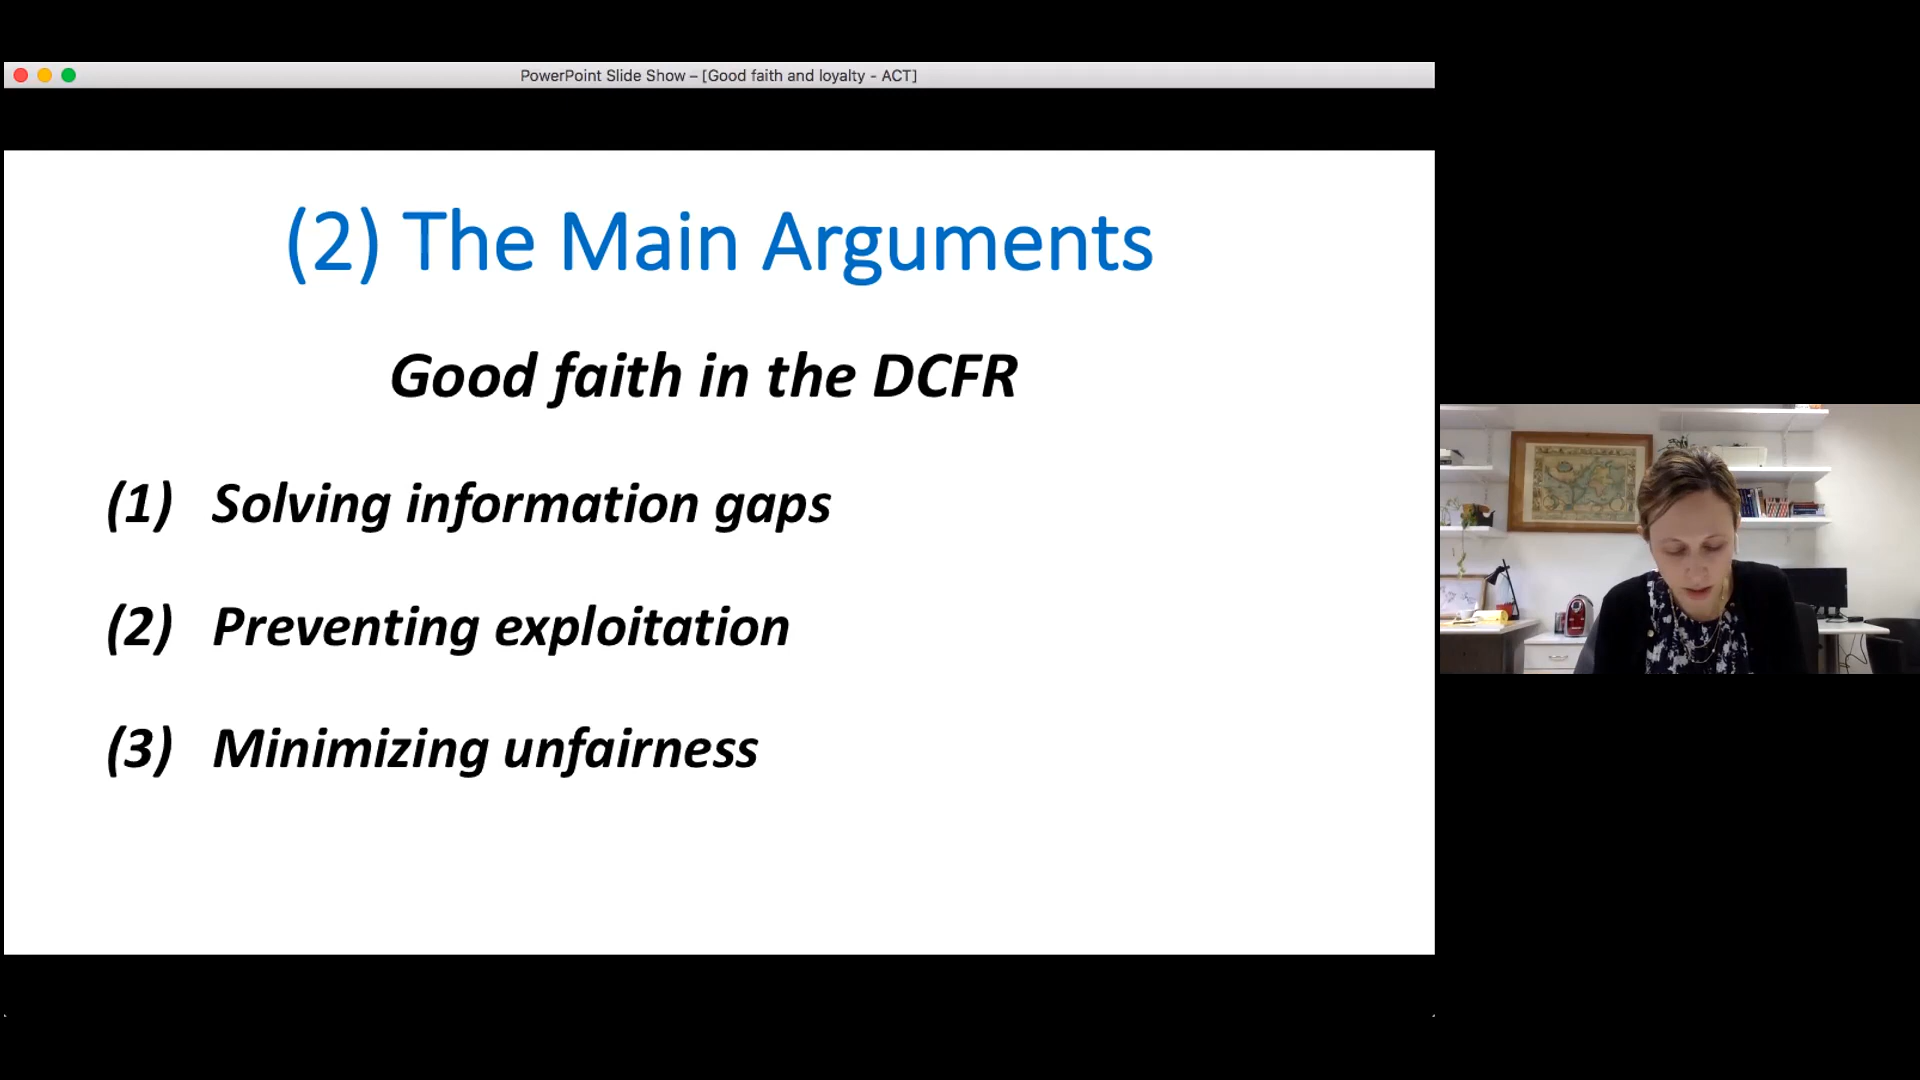 PowerPoint Slide Show – [Good faith and loyalty - ACT]
(2) The Main Arguments
Good faith in the DCFR
(1) Solving information gaps
(2) Preventing exploitation
(3) Minimizing unfairness